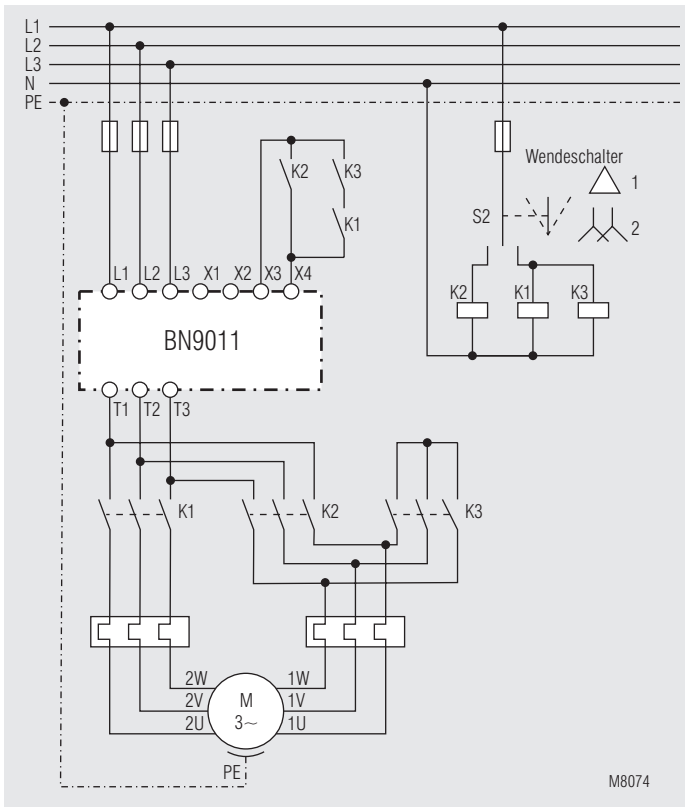 L1
L2
L3
N
PE
Wendeschalter
1
2
S2
K2
K3
K1
L1 L2 L3 X1 X2 X3 X4
K2 K1 K3
BN9011
T1 T2 T3
K1 K2 K3
2W 1W
2V M 1V
2U 3~ 1U
PE
M8074